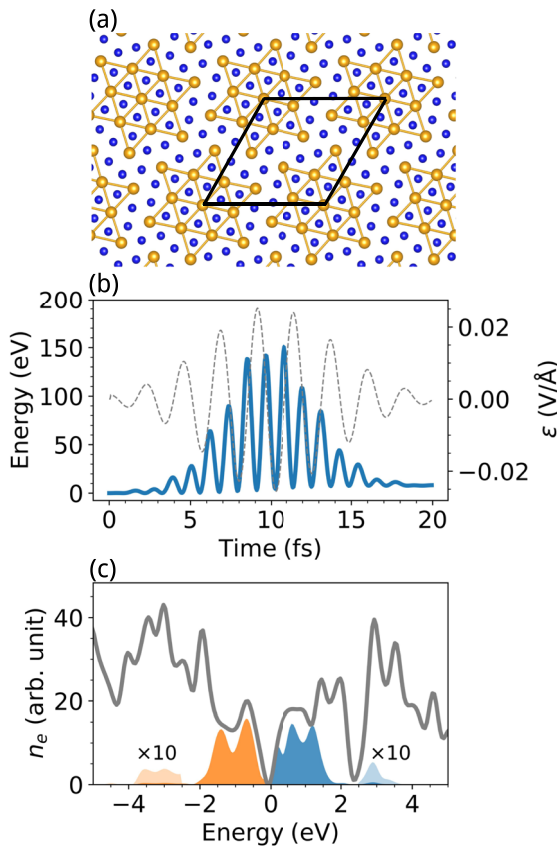 (a)
(b)
200
150
100
50
0
Energy (eV)
0.02
0.00
−0.02
ε (V/Å)
0 5 10 15 20
Time (fs)
(c)
40
20
0
nₑ (arb. unit)
×10 ×10
−4 −2 0 2 4
Energy (eV)